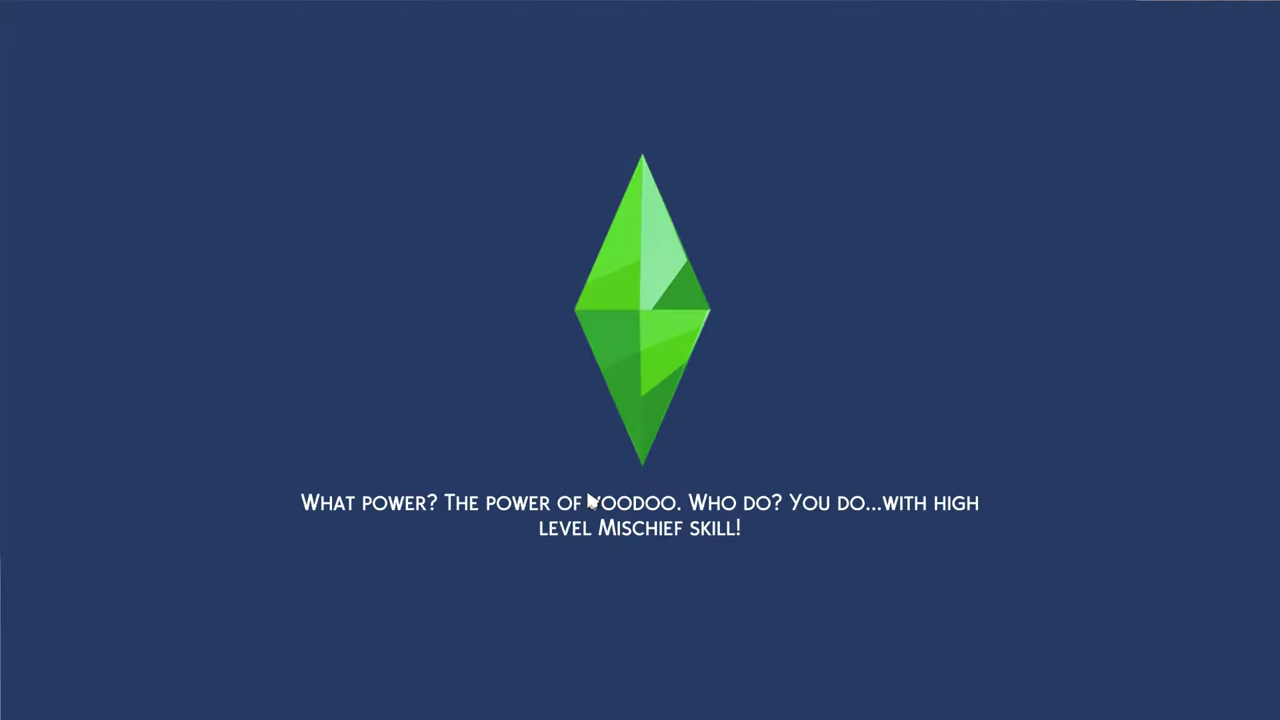 What power? The power of voodoo. Who do? You do...with high
level Mischief skill!